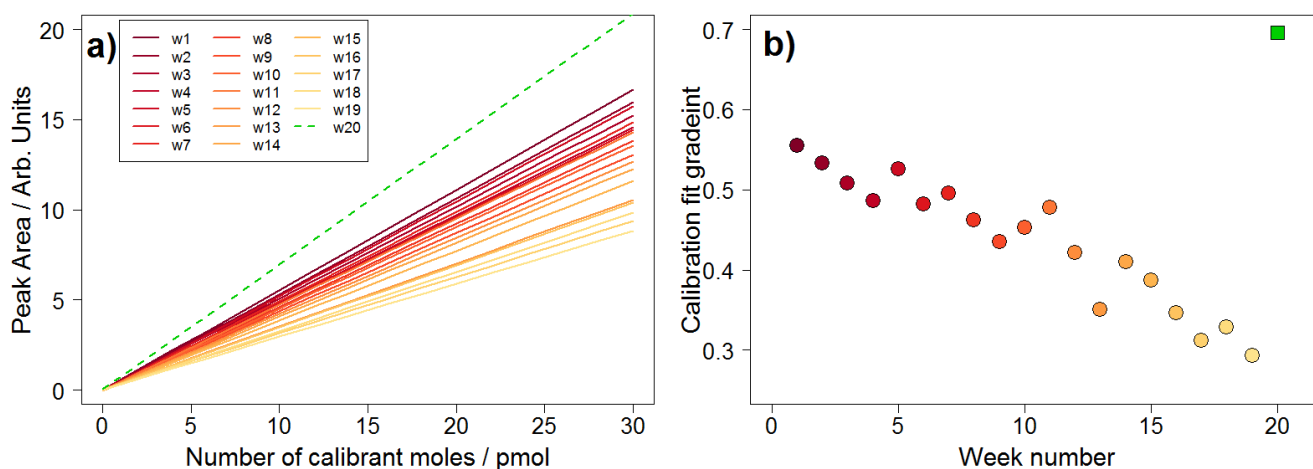 a)
w1
w2
w3
w4
w5
w6
w7
w8
w9
w10
w11
w12
w13
w14
w15
w16
w17
w18
w19
w20
Peak Area / Arb. Units
20
15
10
5
0
0 5 10 15 20 25 30
Number of calibrant moles / pmol
b)
Calibration fit gradeint
0.7
0.6
0.5
0.4
0.3
0 5 10 15 20
Week number